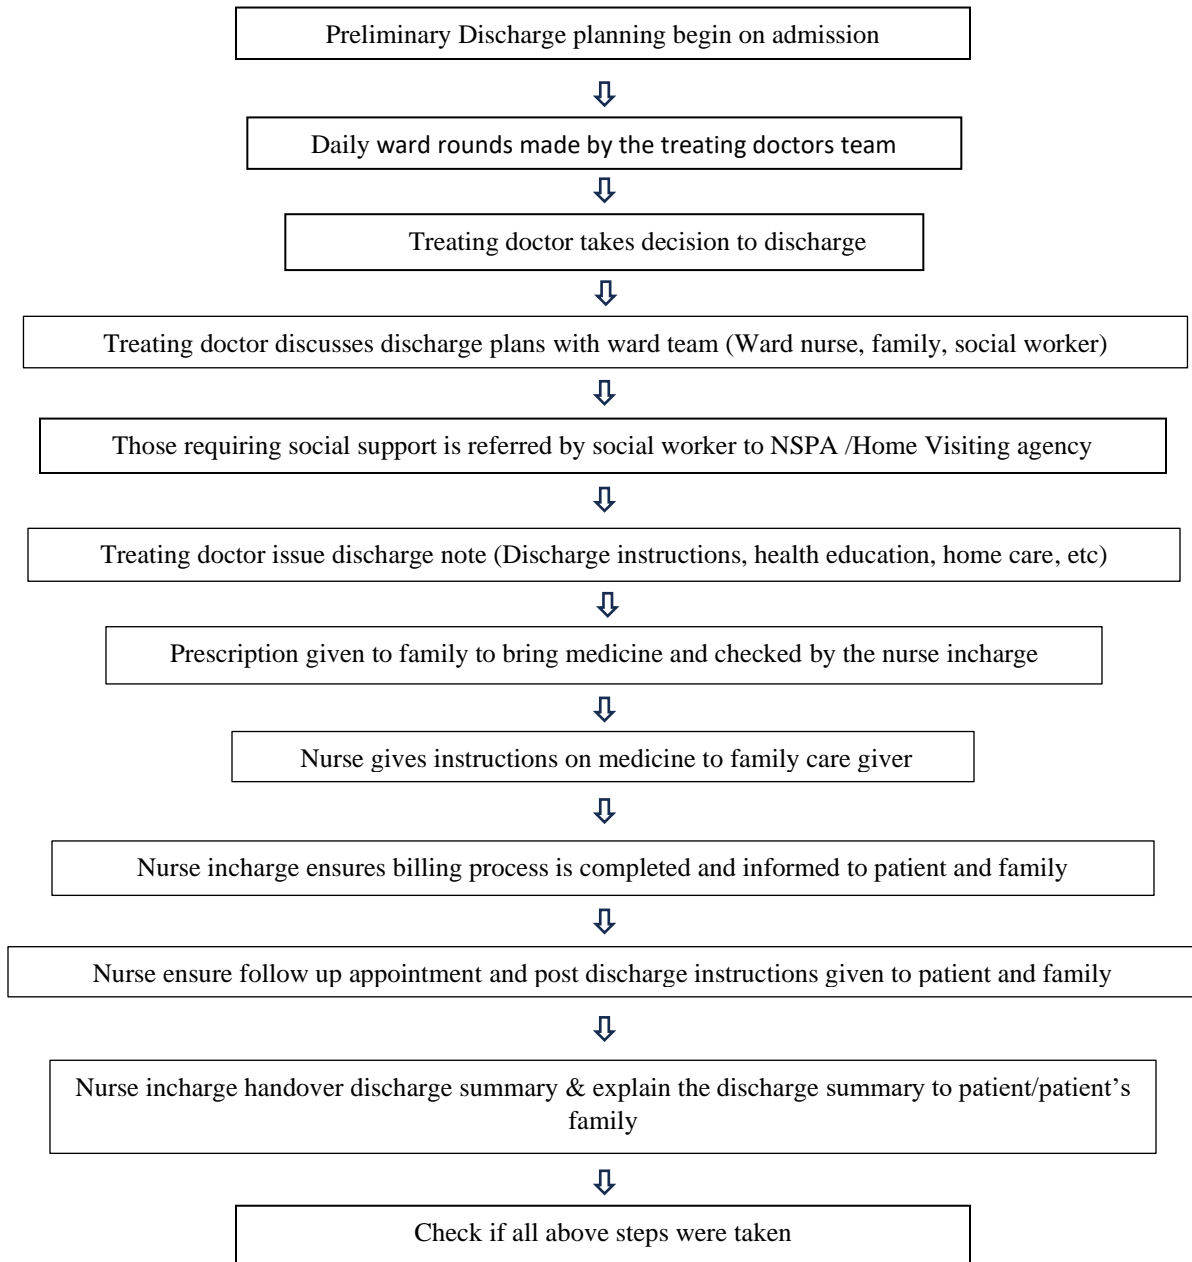 Preliminary Discharge planning begin on admission
Daily ward rounds made by the treating doctors team
Treating doctor takes decision to discharge
Treating doctor discusses discharge plans with ward team (Ward nurse, family, social worker)
Those requiring social support is referred by social worker to NSPA /Home Visiting agency
Treating doctor issue discharge note (Discharge instructions, health education, home care, etc)
Prescription given to family to bring medicine and checked by the nurse incharge
Nurse gives instructions on medicine to family care giver
Nurse incharge ensures billing process is completed and informed to patient and family
Nurse ensure follow up appointment and post discharge instructions given to patient and family
Nurse incharge handover discharge summary & explain the discharge summary to patient/patient’s
family
Check if all above steps were taken